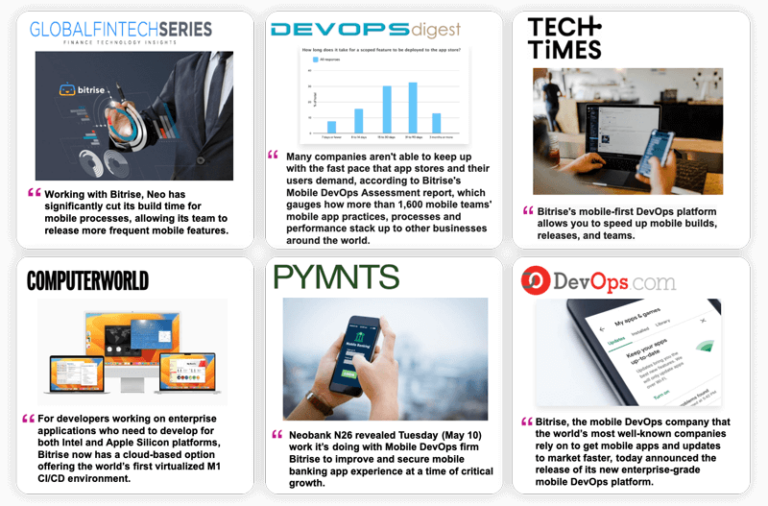 GLOBALFINTECHSERIES
FINANCE TECHNOLOGY INSIGHTS
bitrise
“ Working with Bitrise, Neo has
significantly cut its build time for
mobile processes, allowing its team to
release more frequent mobile features.
DEVOPSdigest
How long does it take for a scoped feature to be deployed to the app store?
All responses
“ Many companies aren't able to keep up
with the fast pace that app stores and their
users demand, according to Bitrise's
Mobile DevOps Assessment report, which
gauges how more than 1,600 mobile teams'
mobile app practices, processes and
performance stack up to other businesses
around the world.
TECH
TiMES
“ Bitrise's mobile-first DevOps platform
allows you to speed up mobile builds,
releases, and teams.
COMPUTERWORLD
“ For developers working on enterprise
applications who need to develop for
both Intel and Apple Silicon platforms,
Bitrise now has a cloud-based option
offering the world's first virtualized M1
CI/CD environment.
PYMNTS
Mobile Banking
“ Neobank N26 revealed Tuesday (May 10)
work it's doing with Mobile DevOps firm
Bitrise to improve and secure mobile
banking app experience at a time of critical
growth.
DevOps.com
My apps & games
Updates Installed Library
Keep your apps
up-to-date
Turn on
“ Bitrise, the mobile DevOps company that
the world's most well-known companies
rely on to get mobile apps and updates
to market faster, today announced the
release of its new enterprise-grade
mobile DevOps platform.